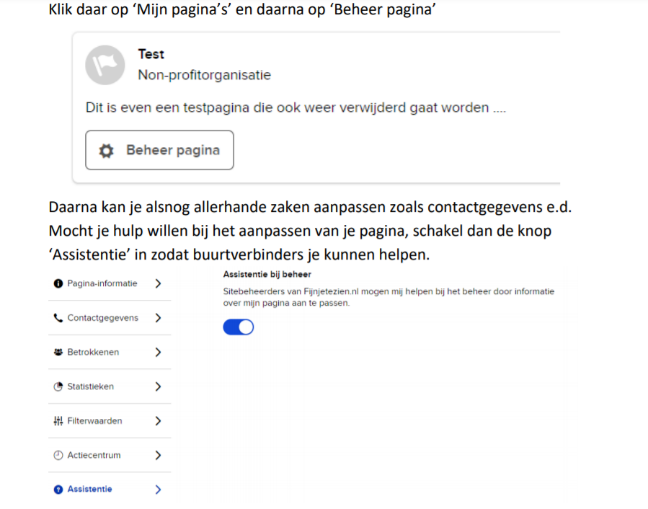 Klik daar op ‘Mijn pagina’s’ en daarna op ‘Beheer pagina’
Test
Non-profitorganisatie
Dit is even een testpagina die ook weer verwijderd gaat worden ....
Beheer pagina
Daarna kan je alsnog allerhande zaken aanpassen zoals contactgegevens e.d.
Mocht je hulp willen bij het aanpassen van je pagina, schakel dan de knop
‘Assistentie’ in zodat buurtverbinders je kunnen helpen.
Pagina-informatie
Contactgegevens
Betrokkenen
Statistieken
Filterwaarden
Actiecentrum
Assistentie
Assistentie bij beheer
Sitebeheerders van Fijnjetezien.nl mogen mij helpen bij het beheer door informatie
over mijn pagina aan te passen.